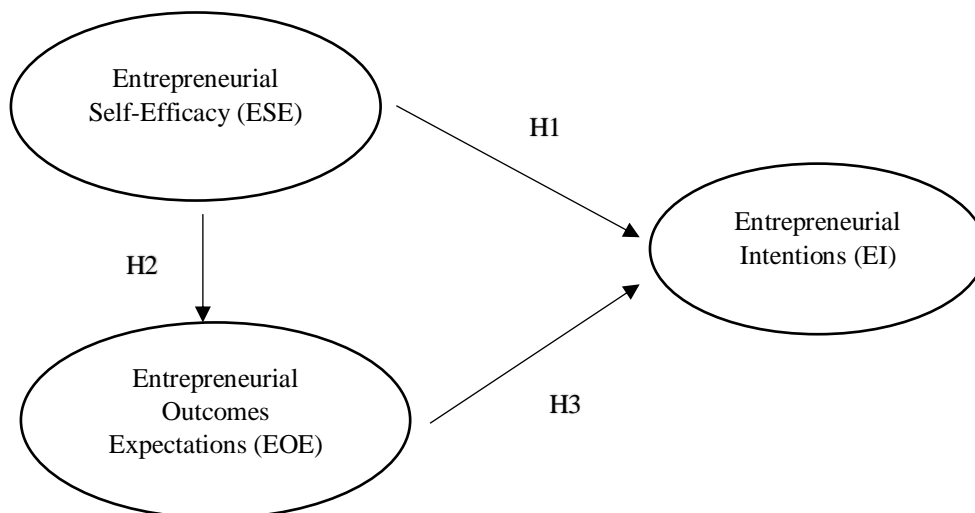 Entrepreneurial
Self-Efficacy (ESE)
H1
Entrepreneurial
Intentions (EI)
H2
Entrepreneurial
Outcomes
Expectations (EOE)
H3